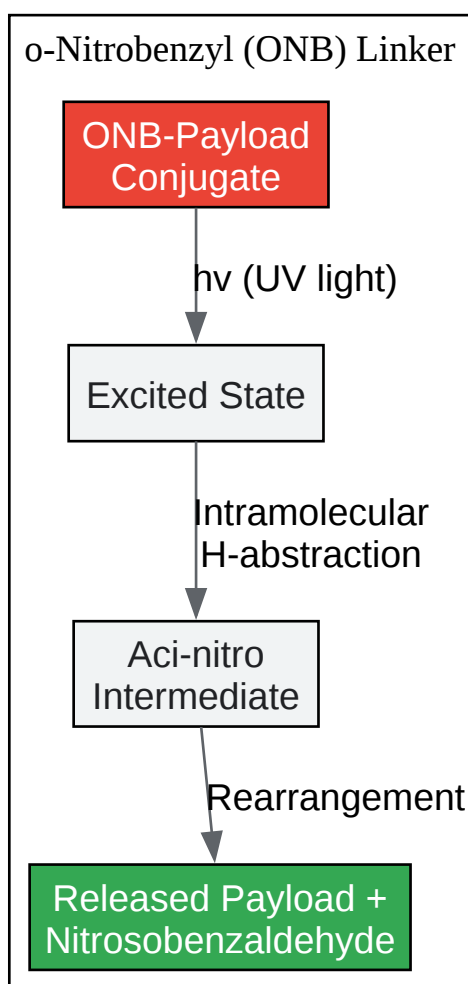 o-Nitrobenzyl (ONB) Linker
ONB-Payload
Conjugate
hv (UV light)
Excited State
Intramolecular
H-abstraction
Aci-nitro
Intermediate
Rearrangement
Released Payload +
Nitrosobenzaldehyde